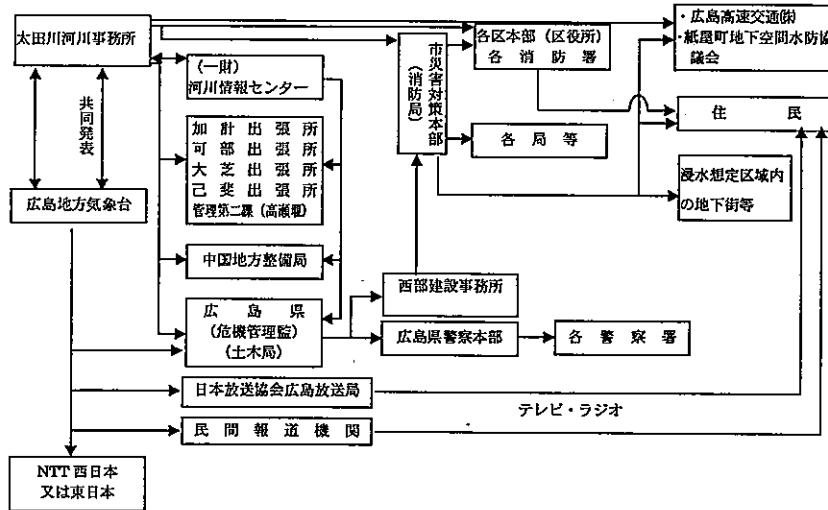 太田川河川事務所
共同発表
広島地方気象台
(一財)
河川情報センター
加計出張所
可部出張所
大芝出張所
己斐出張所
管理第二課(高瀬堰)
中国地方整備局
広島県
(危機管理監)
(土木局)
日本放送協会広島放送局
民間報道機関
NTT西日本
又は東日本
市災害対策本部
(消防局)
各区本部(区役所)
各消防署
各局等
西部建設事務所
広島県警察本部
各警察署
テレビ・ラジオ
・広島高速交通㈱
・紙屋町地下空間水防協
議会
住民
浸水想定区域内
の地下街等